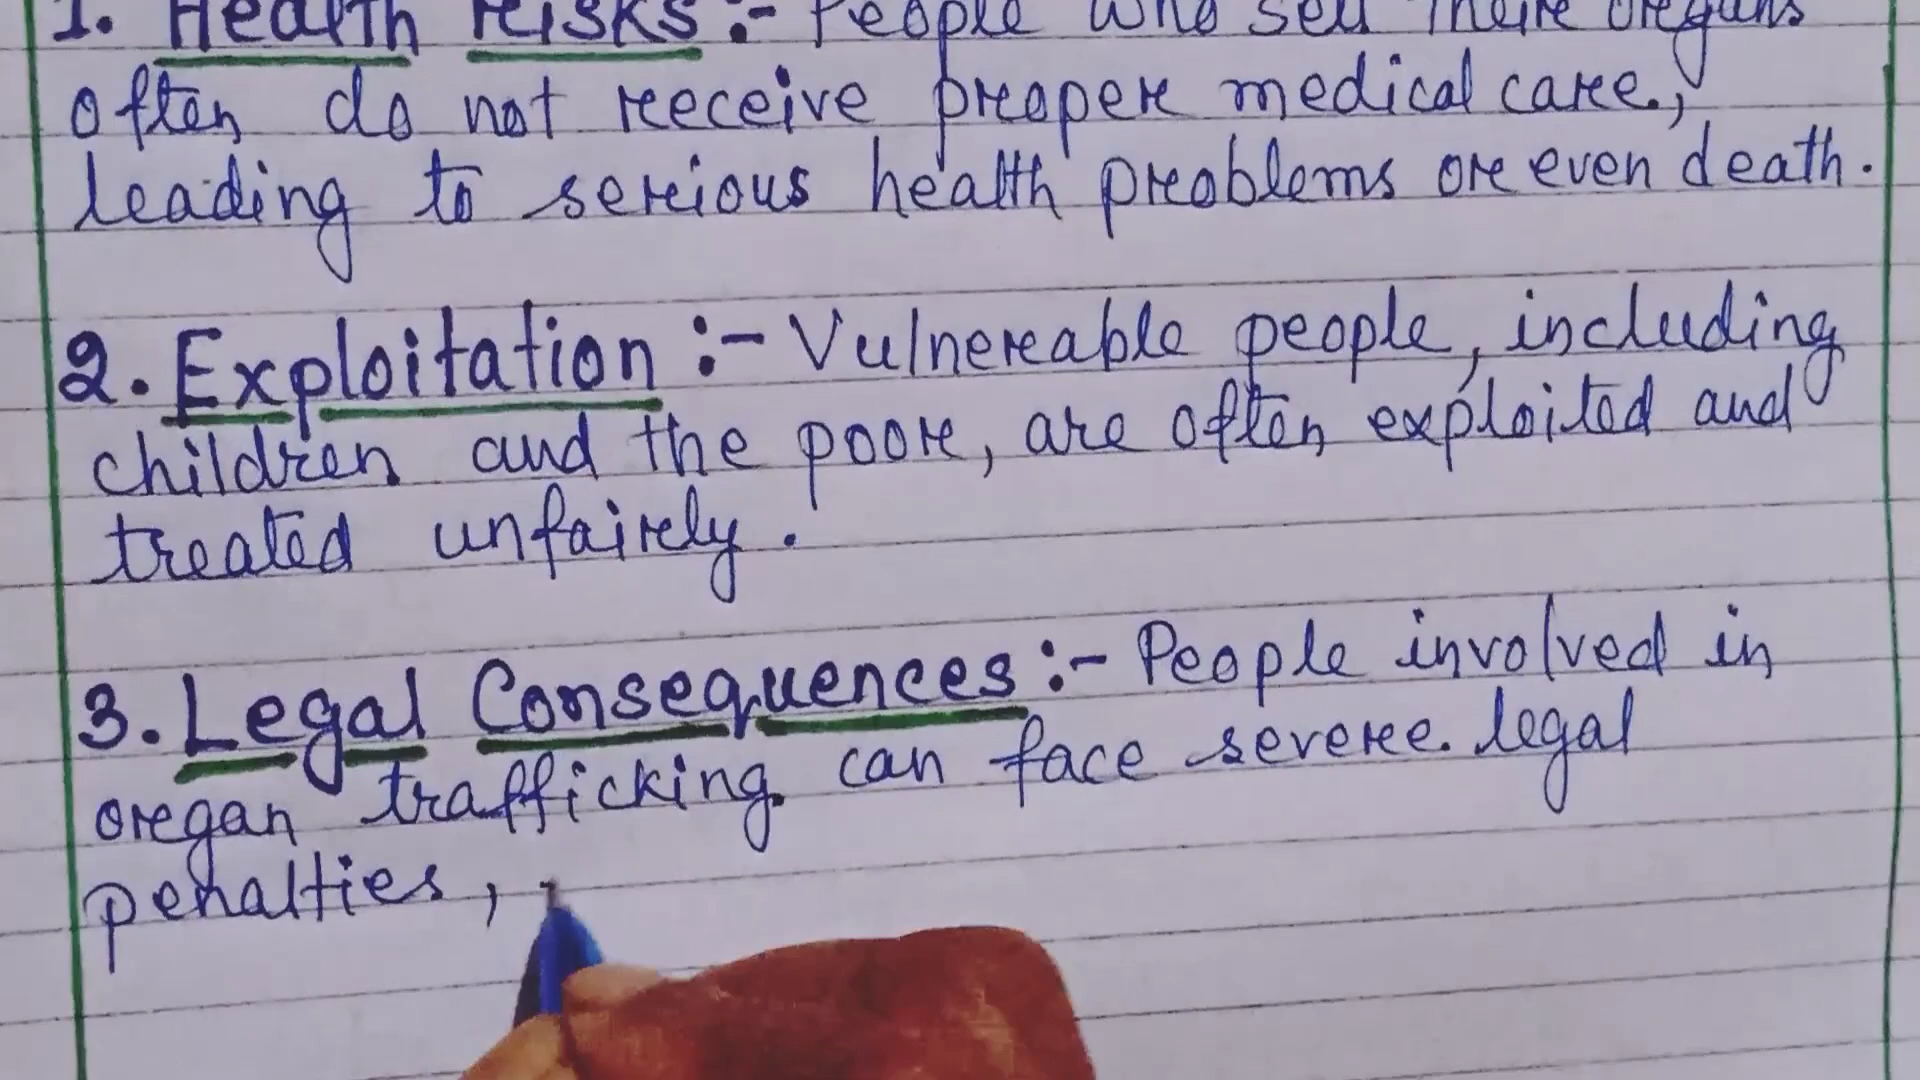 1. Health risks :- People who sell their organs
often do not receive proper medical care.,
leading to serious health problems or even death.
2. Exploitation :- Vulnerable people, including
children and the poor, are often exploited and
treated unfairly.
3. Legal Consequences :- People involved in
organ trafficking. can face severe. legal
penalties,